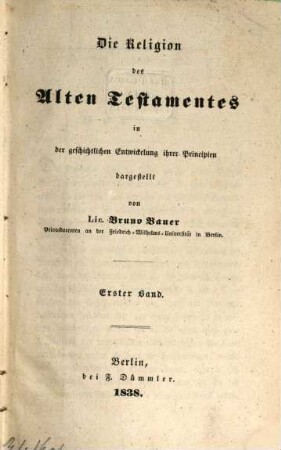 Die Religion
des
Alten Testamentes
in
der geschichtlichen Entwickelung ihrer Principien
dargestellt
von
Lic. Bruno Bauer
Privatdocenten an der Friedrich-Wilhelms-Universität in Berlin.
Erster Band.
Berlin,
bei F. Dümmler.
1838.